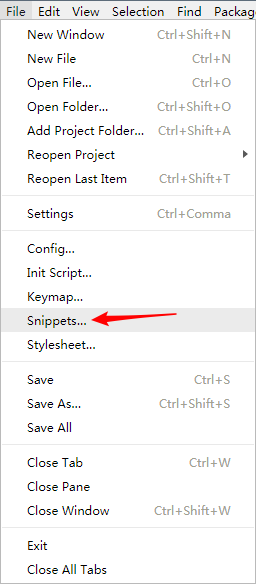 File Edit View Selection Find Package
New Window Ctrl+Shift+N
New File Ctrl+N
Open File... Ctrl+O
Open Folder... Ctrl+Shift+O
Add Project Folder... Ctrl+Shift+A
Reopen Project
Reopen Last Item Ctrl+Shift+T
Settings Ctrl+Comma
Config...
Init Script...
Keymap...
Snippets...
Stylesheet...
Save Ctrl+S
Save As... Ctrl+Shift+S
Save All
Close Tab Ctrl+W
Close Pane
Close Window Ctrl+Shift+W
Exit
Close All Tabs